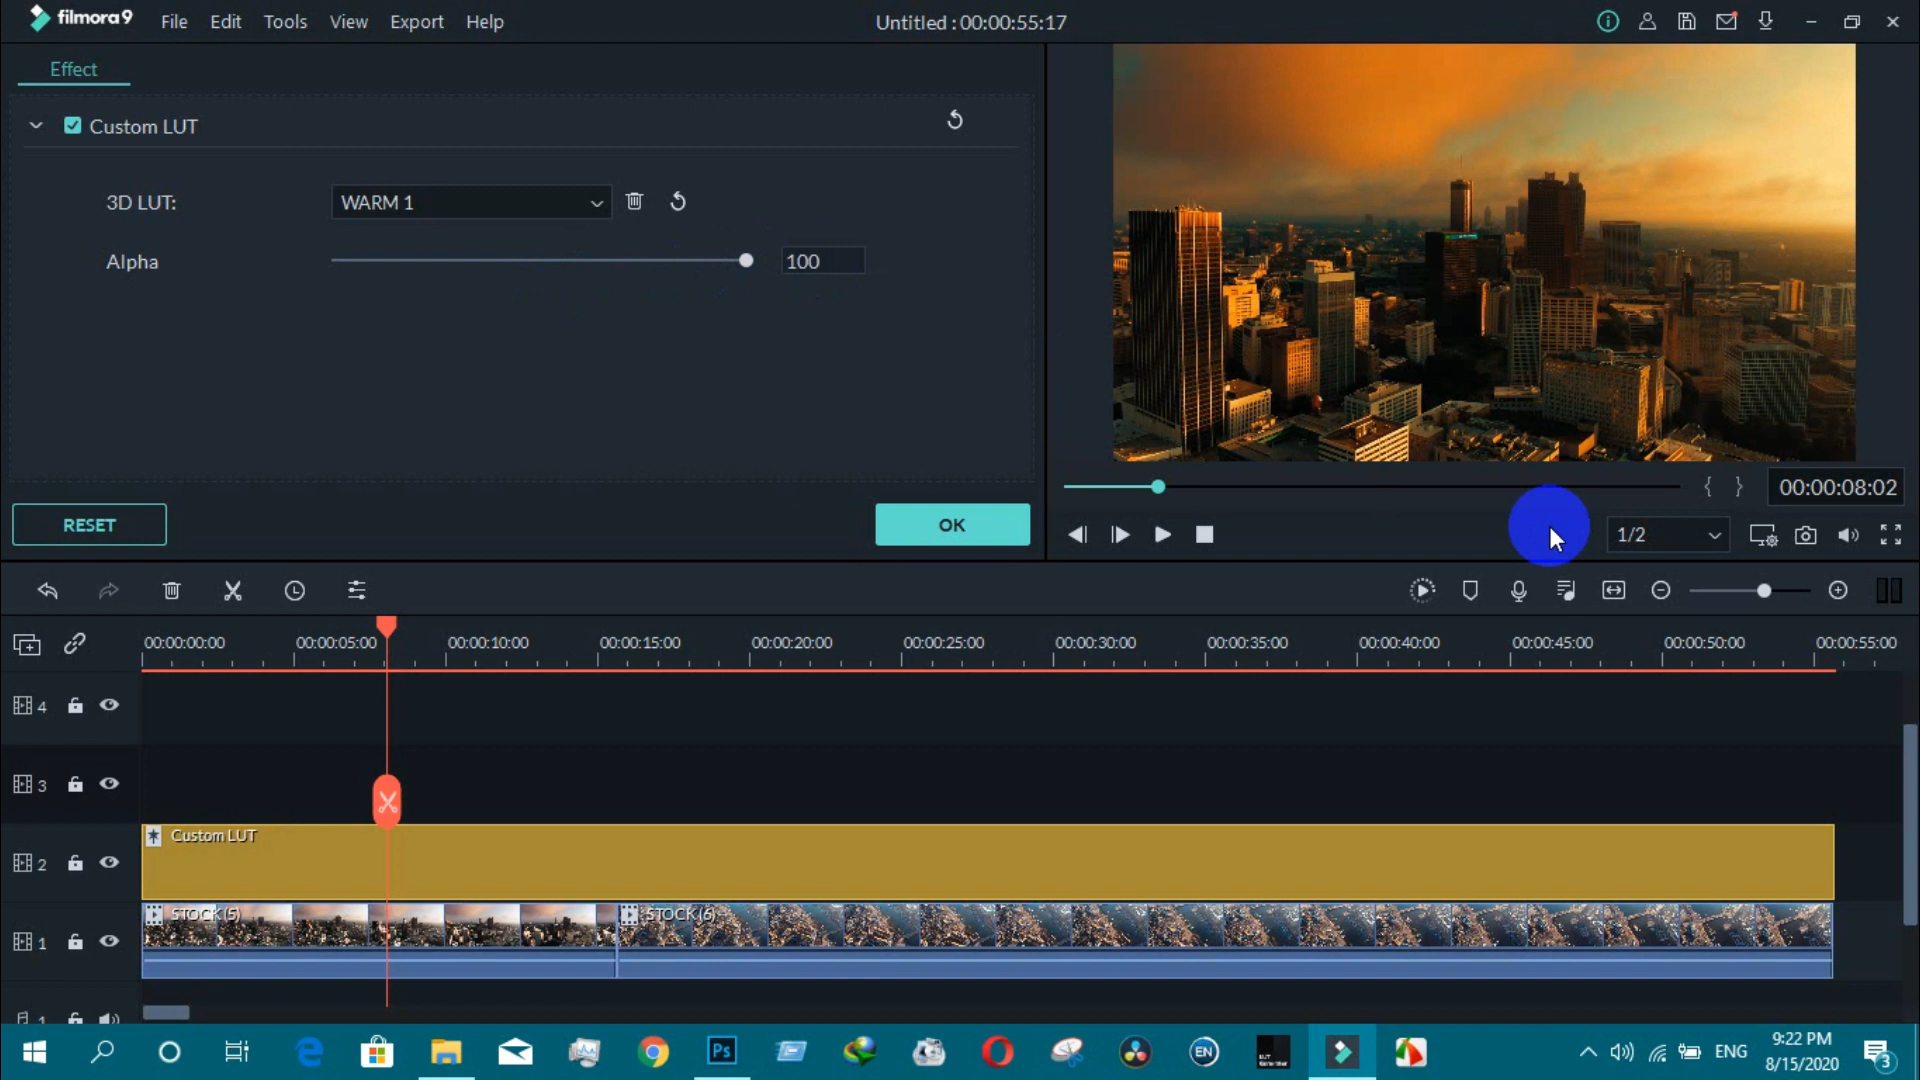 filmora9 File Edit Tools View Export Help Untitled : 00:00:55:17
Effect
Custom LUT
3D LUT: WARM 1
Alpha 100
00:00:08:02
RESET OK 1/2
00:00:00:00 00:00:05:00 00:00:10:00 00:00:15:00 00:00:20:00 00:00:25:00 00:00:30:00 00:00:35:00 00:00:40:00 00:00:45:00 00:00:50:00 00:00:55:00
4
3
Custom LUT
2
STOCK (5) STOCK (6)
1
1
Ps EN ENG 9:22 PM
8/15/2020 3